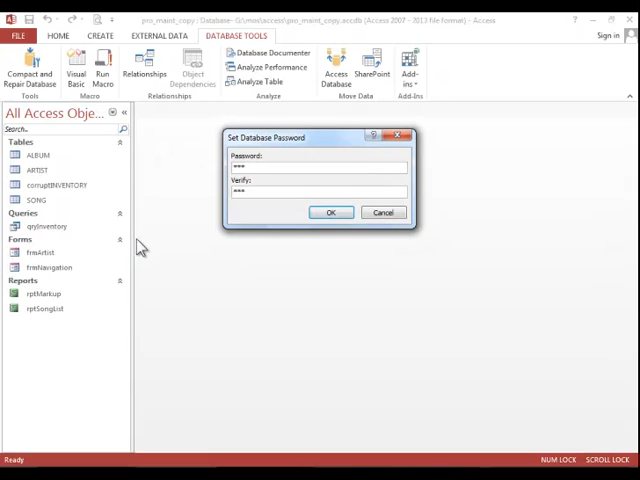 pro_maint_copy : Database- G:\mos\access\pro_maint_copy.accdb (Access 2007 - 2013 file format) - Access
FILE HOME CREATE EXTERNAL DATA DATABASE TOOLS Sign in
Compact and Repair Database
Visual Basic
Run Macro
Relationships
Object Dependencies
Database Documenter
Analyze Performance
Analyze Table
Access Database
SharePoint
Add-ins
Tools Macro Relationships Analyze Move Data Add-Ins
All Access Obje...
Search..
Tables
ALBUM
ARTIST
corruptINVENTORY
SONG
Queries
qryInventory
Forms
frmArtist
frmNavigation
Reports
rptMarkup
rptSongList
Set Database Password
Password:
***
Verify:
***
OK Cancel
Ready NUM LOCK SCROLL LOCK